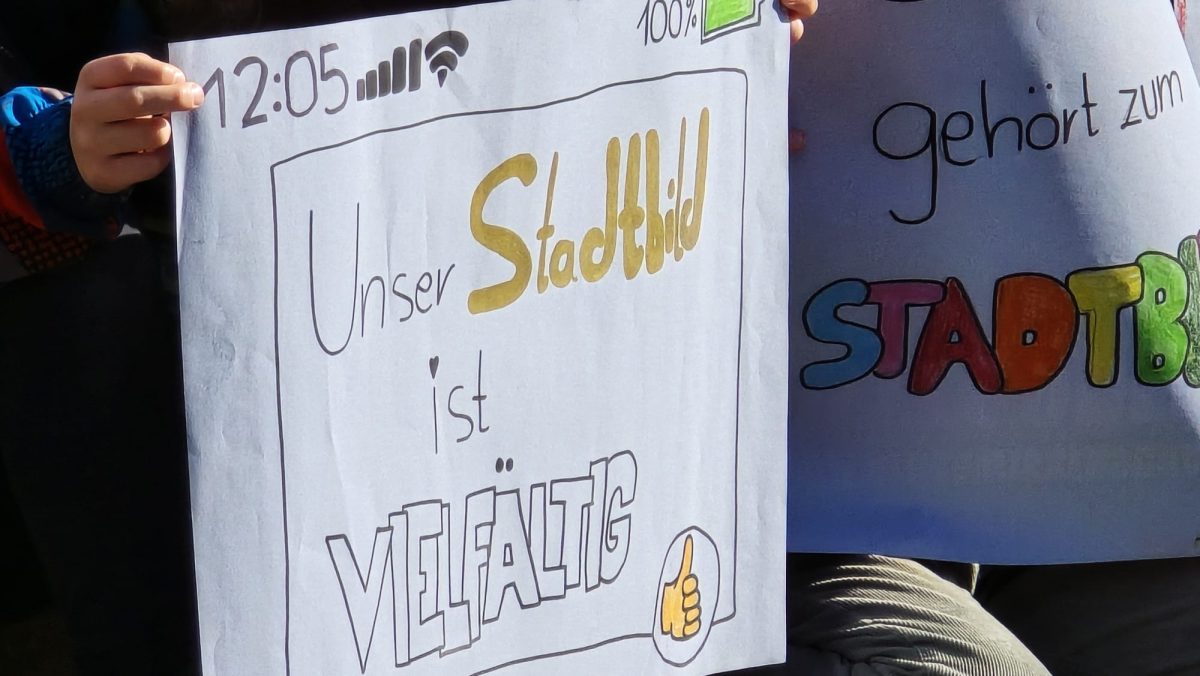 12:05
100%
Unser Stadtbild
ist
VIELFÄLTIG
gehört zum
STADTB